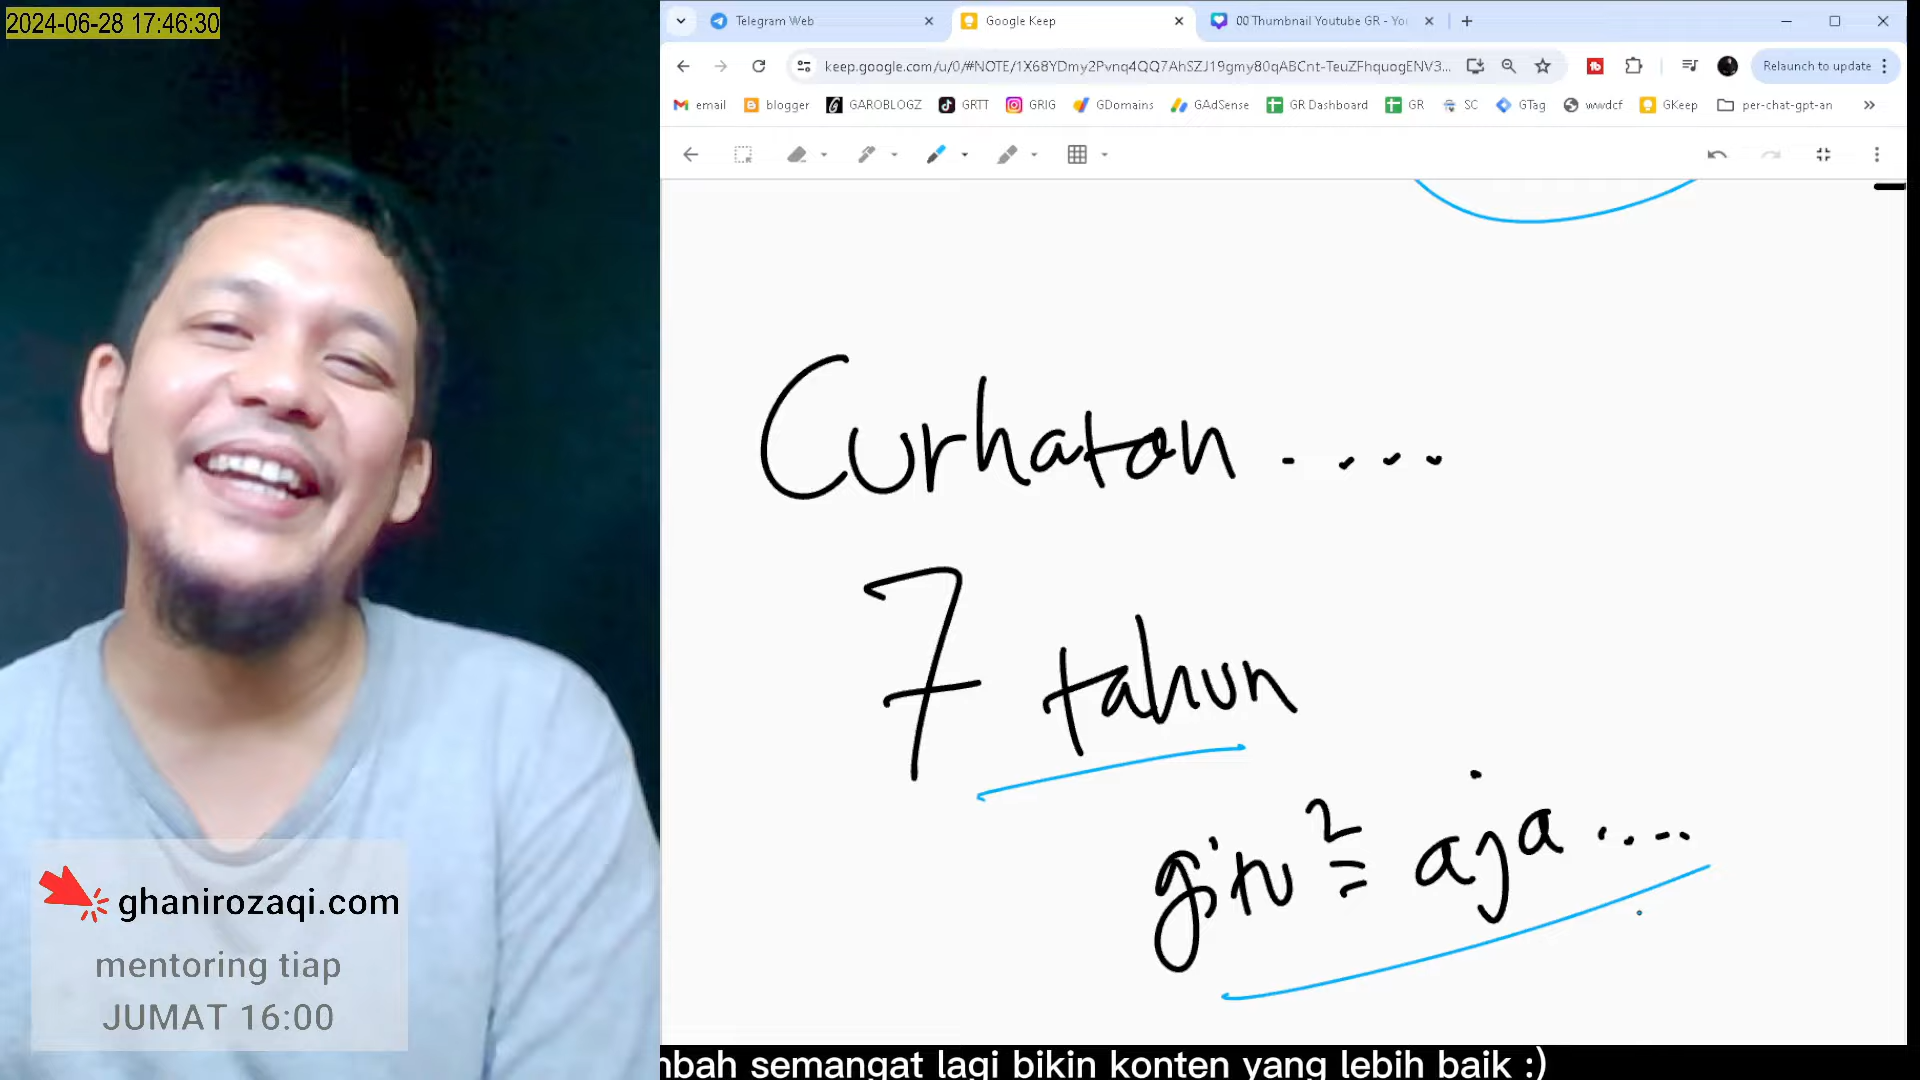 2024-06-28 17:46:30
Telegram Web
Google Keep
00 Thumbnail Youtube GR - Yo
keep.google.com/u/0/#NOTE/1X68YDmy2Pvnq4QQ7AhSZJ19gmy80qABCnt-TeuZFhquogENV3...
Relaunch to update
email
blogger
GAROBLOGZ
GRTT
GRIG
GDomains
GAdSense
GR Dashboard
GR
SC
GTag
wwdcf
GKeep
per-chat-gpt-an
Curhatan ....
7 tahun
gitu² = aja ....
ghanirozaqi.com
mentoring tiap
JUMAT 16:00
mbah semangat lagi bikin konten yang lebih baik :)